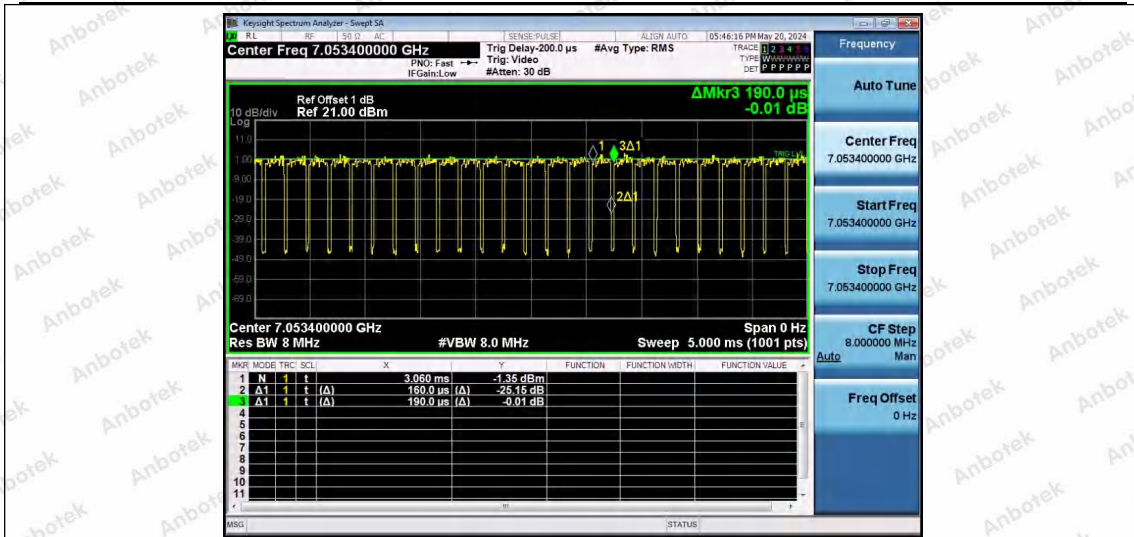 Keysight Spectrum Analyzer - Swept SA
RL RF 50 Ω AC SENSE:PULSE ALIGN AUTO 05:46:16 PM May 20, 2024
Center Freq 7.053400000 GHz
PNO: Fast
IFGain:Low
Trig Delay-200.0 µs
Trig: Video
#Atten: 30 dB
#Avg Type: RMS
TRACE 1 2 3 4 5 6
TYPE WWWWWW
DET P P P P P P
Ref Offset 1 dB
10 dB/div Ref 21.00 dBm
Log
ΔMkr3 190.0 µs
-0.01 dB
11.0
1.00
-9.00
-19.0
-29.0
-39.0
-49.0
-59.0
-69.0
1
3Δ1
2Δ1
Center 7.053400000 GHz Span 0 Hz
Res BW 8 MHz #VBW 8.0 MHz Sweep 5.000 ms (1001 pts)
MKR MODE TRC SCL X Y FUNCTION FUNCTION WIDTH FUNCTION VALUE
1 N 1 t 3.060 ms -1.35 dBm
2 Δ1 1 t (Δ) 160.0 µs (Δ) -25.15 dB
3 Δ1 1 t (Δ) 190.0 µs (Δ) -0.01 dB
4
5
6
7
8
9
10
11
MSG STATUS
Frequency
Auto Tune
Center Freq
7.053400000 GHz
Start Freq
7.053400000 GHz
Stop Freq
7.053400000 GHz
CF Step
8.000000 MHz
Auto Man
Freq Offset
0 Hz
Anbotek